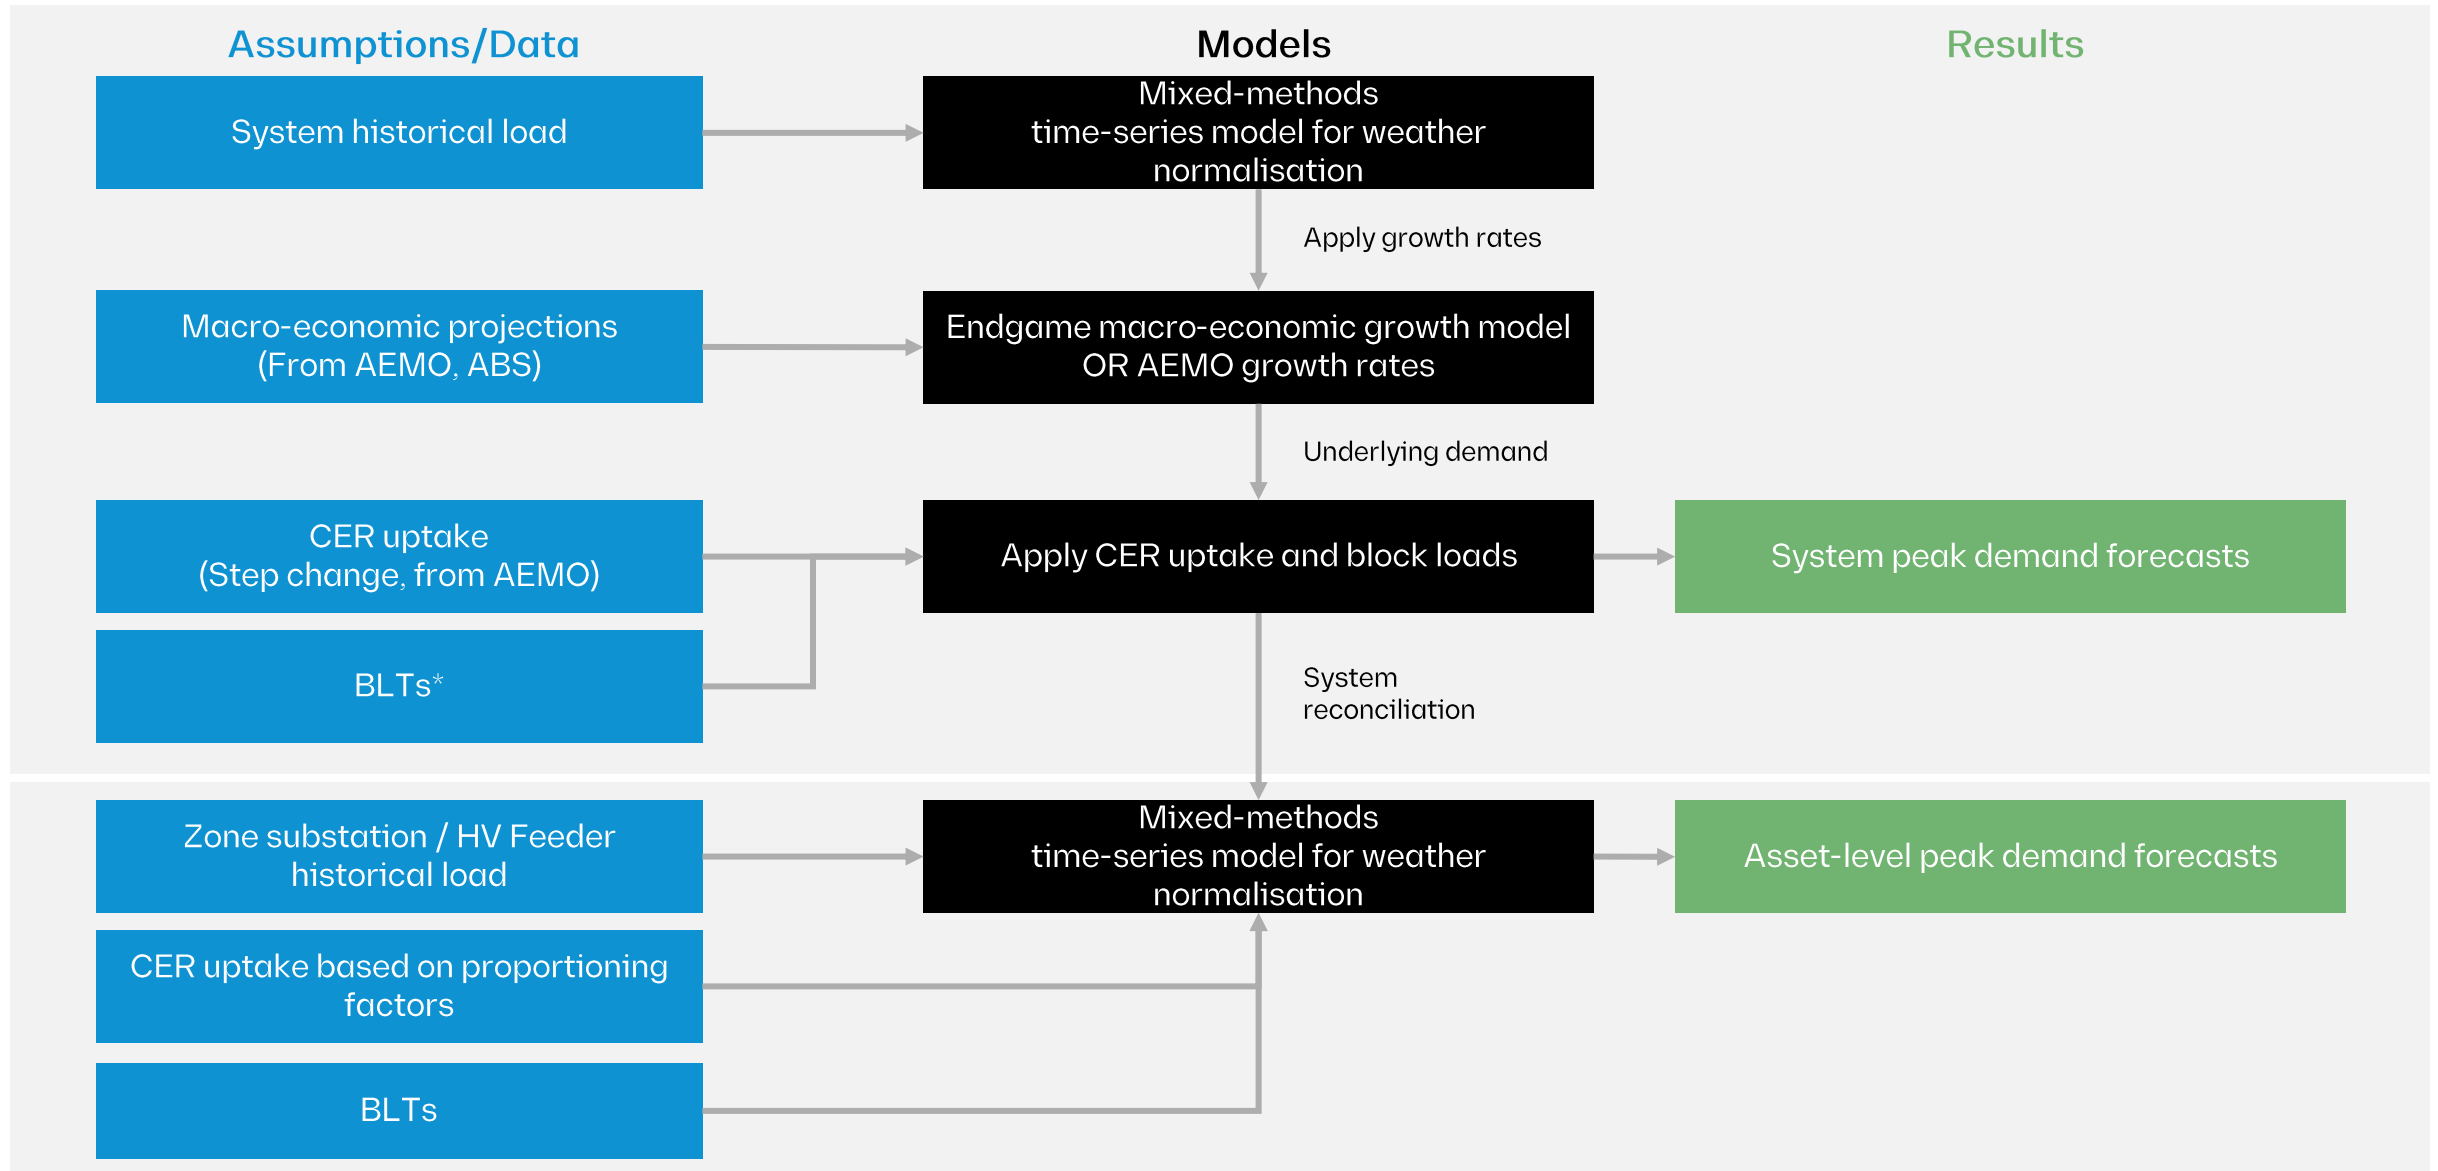 Assumptions/Data
Models
Results
System historical load
Mixed-methods
time-series model for weather
normalisation
Apply growth rates
Macro-economic projections
(From AEMO, ABS)
Endgame macro-economic growth model
OR AEMO growth rates
Underlying demand
CER uptake
(Step change, from AEMO)
Apply CER uptake and block loads
System peak demand forecasts
BLTs*
System
reconciliation
Zone substation / HV Feeder
historical load
Mixed-methods
time-series model for weather
normalisation
Asset-level peak demand forecasts
CER uptake based on proportioning
factors
BLTs